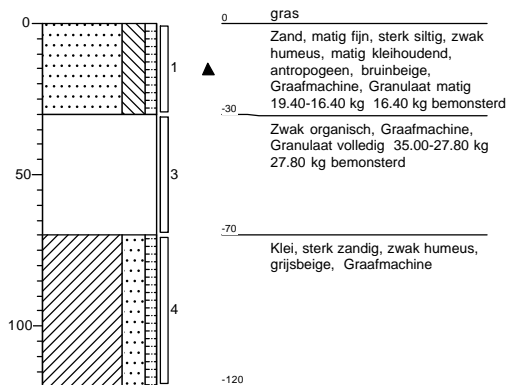 0
50
100
1
3
4
0
gras
Zand, matig fijn, sterk siltig, zwak
humeus, matig kleihoudend,
antropogeen, bruinbeige,
Graafmachine, Granulaat matig
19.40-16.40 kg 16.40 kg bemonsterd
-30
Zwak organisch, Graafmachine,
Granulaat volledig 35.00-27.80 kg
27.80 kg bemonsterd
-70
Klei, sterk zandig, zwak humeus,
grijsbeige, Graafmachine
-120